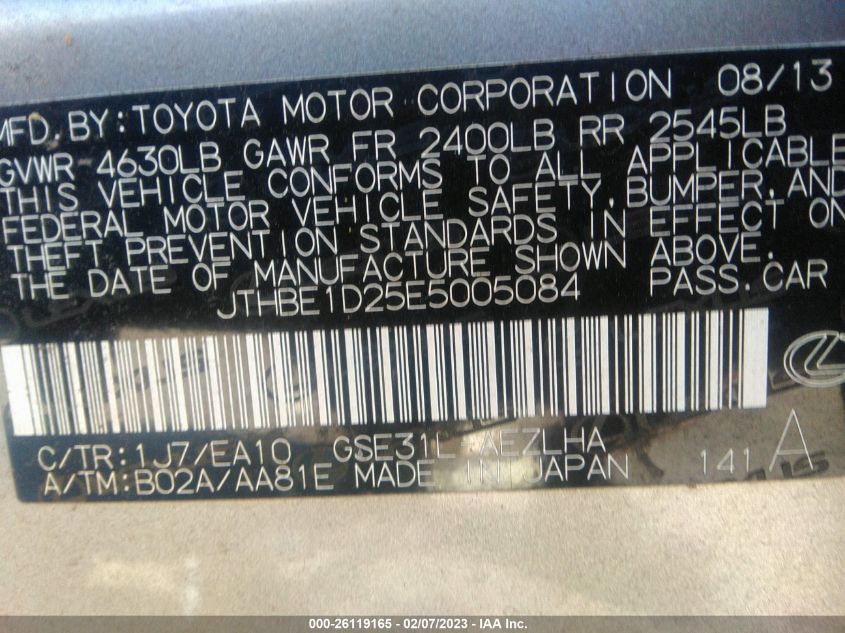 MFD. BY: TOYOTA MOTOR CORPORATION 08/13
GVWR 4630LB GAWR FR 2400LB RR 2545LB
THIS VEHICLE CONFORMS TO ALL APPLICABLE
FEDERAL MOTOR VEHICLE SAFETY, BUMPER, AND
THEFT PREVENTION STANDARDS IN EFFECT ON
THE DATE OF MANUFACTURE SHOWN ABOVE.
JTHBE1D25E5005084 PASS. CAR
C/TR: 1J7/EA10 GSE31L AEZLHA
A/TM: B02A/AA81E MADE IN JAPAN 141 A
000-26119165 - 02/07/2023 - IAA Inc.